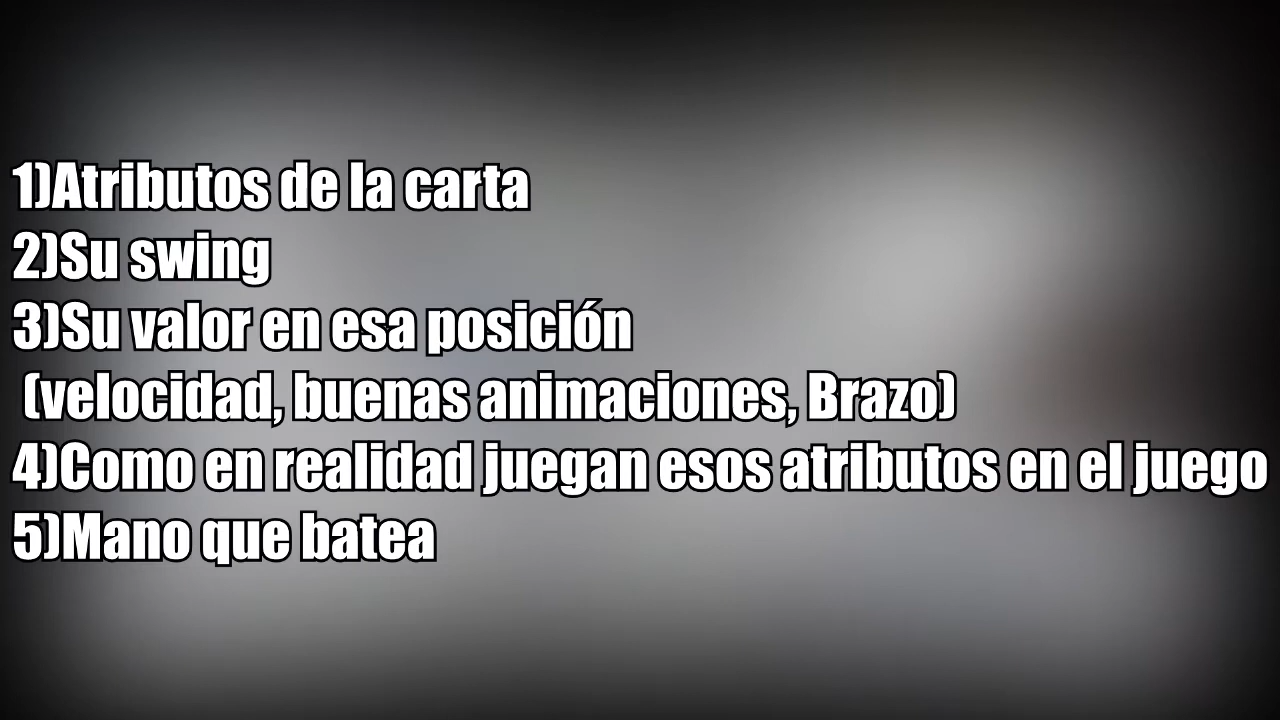 1)Atributos de la carta
2)Su swing
3)Su valor en esa posición
(velocidad, buenas animaciones, Brazo)
4)Como en realidad juegan esos atributos en el juego
5)Mano que batea